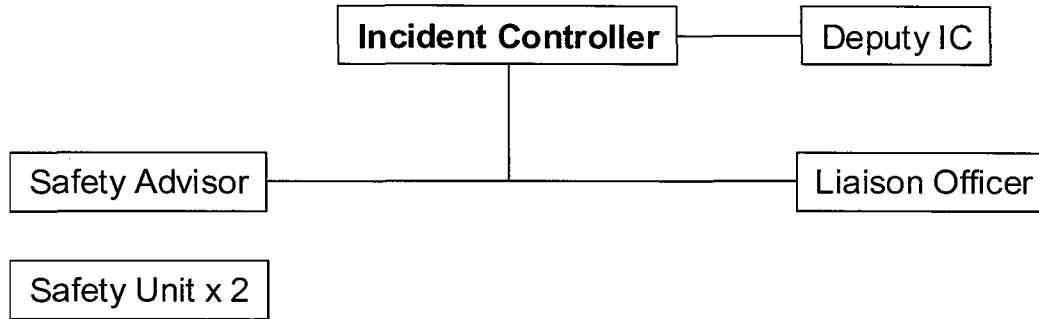 Incident Controller
Deputy IC
Safety Advisor
Liaison Officer
Safety Unit x 2